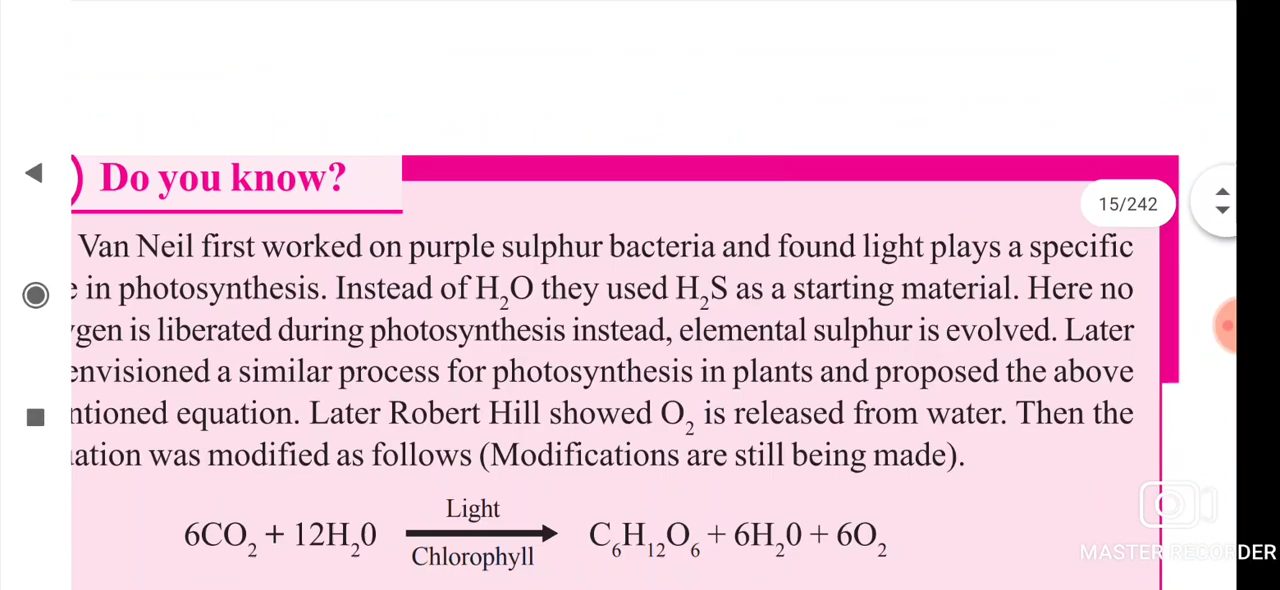 Do you know?
15/242
Van Neil first worked on purple sulphur bacteria and found light plays a specific
e in photosynthesis. Instead of H₂O they used H₂S as a starting material. Here no
gen is liberated during photosynthesis instead, elemental sulphur is evolved. Later
envisioned a similar process for photosynthesis in plants and proposed the above
ntioned equation. Later Robert Hill showed O₂ is released from water. Then the
ation was modified as follows (Modifications are still being made).
Light
6CO₂ + 12H₂0 C₆H₁₂O₆ + 6H₂0 + 6O₂
Chlorophyll
MASTER RECORDER